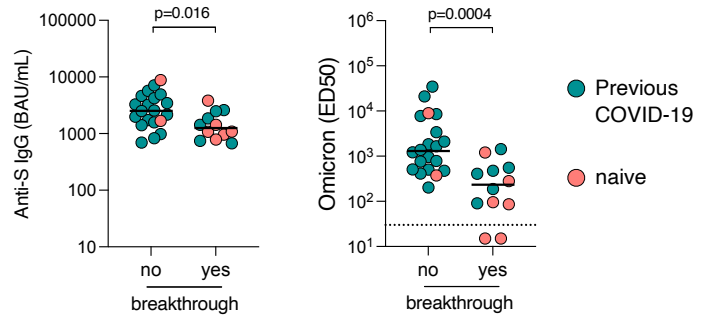 p=0.016
100000
10000
1000
100
10
Anti-S IgG (BAU/mL)
no yes
breakthrough
p=0.0004
10⁶
10⁵
10⁴
10³
10²
10¹
Omicron (ED50)
no yes
breakthrough
Previous
COVID-19
naive